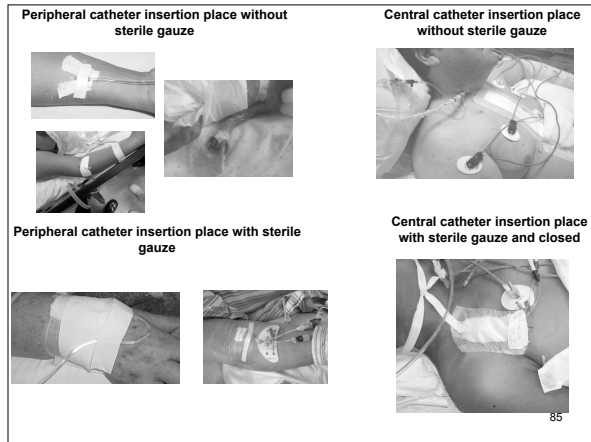 Peripheral catheter insertion place without
sterile gauze
Central catheter insertion place
without sterile gauze
Peripheral catheter insertion place with sterile
gauze
Central catheter insertion place
with sterile gauze and closed
85